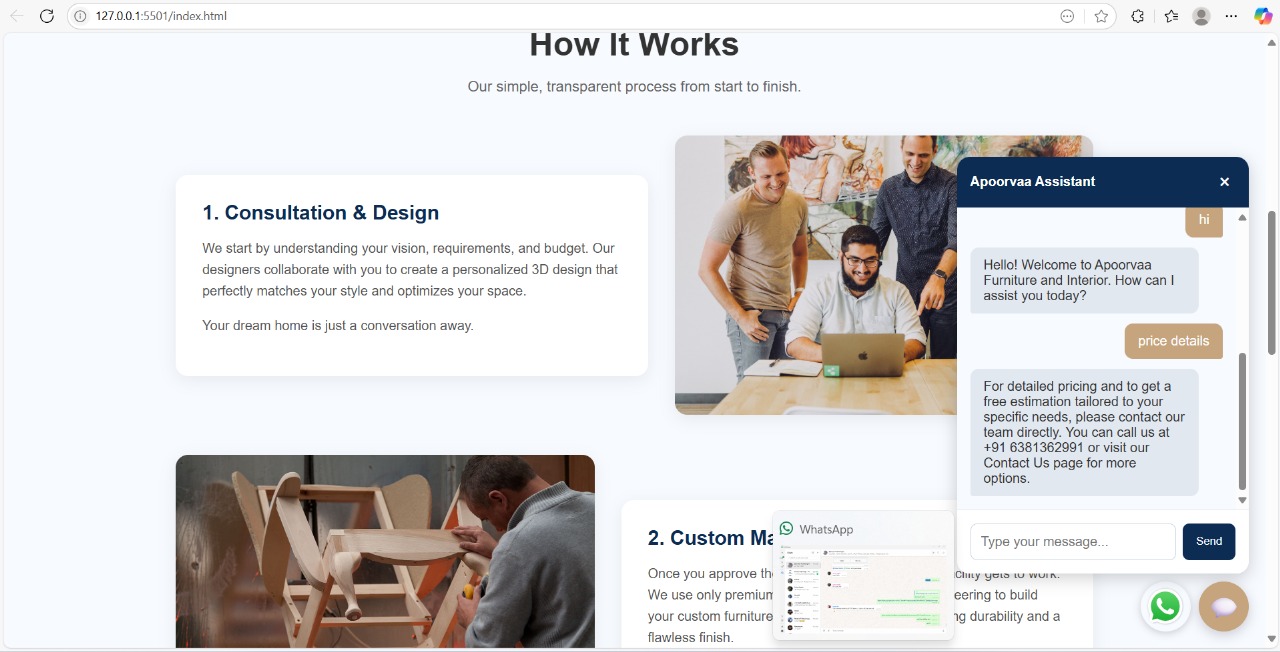 127.0.0.1:5501/index.html
How It Works
Our simple, transparent process from start to finish.
1. Consultation & Design
We start by understanding your vision, requirements, and budget. Our
designers collaborate with you to create a personalized 3D design that
perfectly matches your style and optimizes your space.
Your dream home is just a conversation away.
Apoorvaa Assistant
hi
Hello! Welcome to Apoorvaa
Furniture and Interior. How can I
assist you today?
price details
For detailed pricing and to get a
free estimation tailored to your
specific needs, please contact our
team directly. You can call us at
+91 6381362991 or visit our
Contact Us page for more
options.
Type your message...
Send
WhatsApp
2. Custom Ma
Once you approve th cility gets to work.
We use only premium eering to build
your custom furniture ng durability and a
flawless finish.